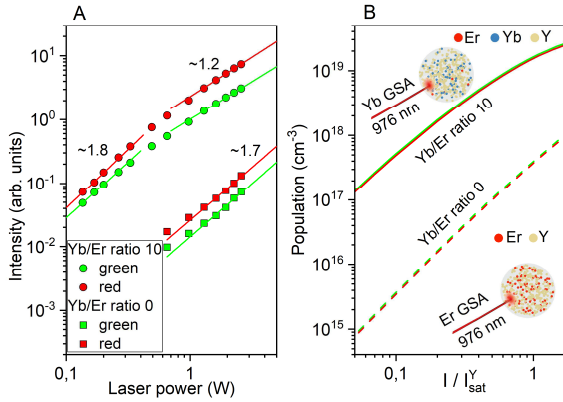 A
Intensity (arb. units)
10¹
10⁰
10⁻¹
10⁻²
10⁻³
~1.2
~1.8
~1.7
Yb/Er ratio 10
green
red
Yb/Er ratio 0
green
red
0,1
1
Laser power (W)
B
Population (cm⁻³)
10¹⁹
10¹⁸
10¹⁷
10¹⁶
10¹⁵
Er Yb Y
Yb GSA
976 nm
Yb/Er ratio 10
Yb/Er ratio 0
Er Y
Er GSA
976 nm
0,1
1
I / I^Y_sat